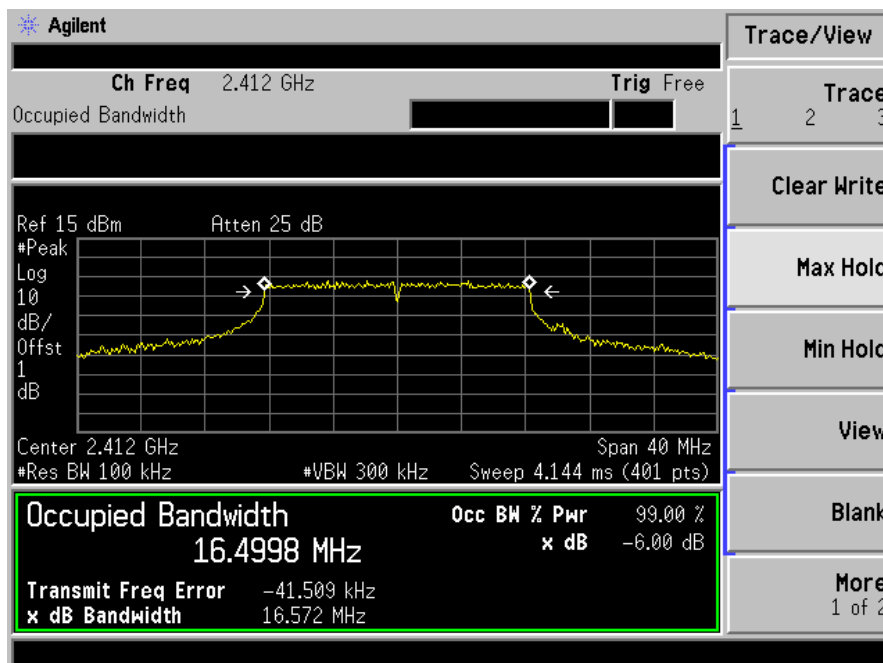 Agilent
Trace/View
Ch Freq 2.412 GHz Trig Free
Occupied Bandwidth
Trace
1 2 3
Clear Write
Max Hold
Min Hold
View
Blank
More
1 of 2
Ref 15 dBm Atten 25 dB
#Peak
Log
10
dB/
Offst
1
dB
Center 2.412 GHz Span 40 MHz
#Res BW 100 kHz #VBW 300 kHz Sweep 4.144 ms (401 pts)
Occupied Bandwidth
16.4998 MHz
Occ BW % Pwr 99.00 %
x dB -6.00 dB
Transmit Freq Error -41.509 kHz
x dB Bandwidth 16.572 MHz